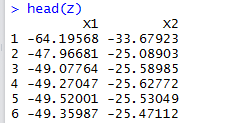 > head(Z)
X1 X2
1 -64.19568 -33.67923
2 -47.96681 -25.08903
3 -49.07764 -25.58985
4 -49.27047 -25.62772
5 -49.52001 -25.53049
6 -49.35987 -25.47112